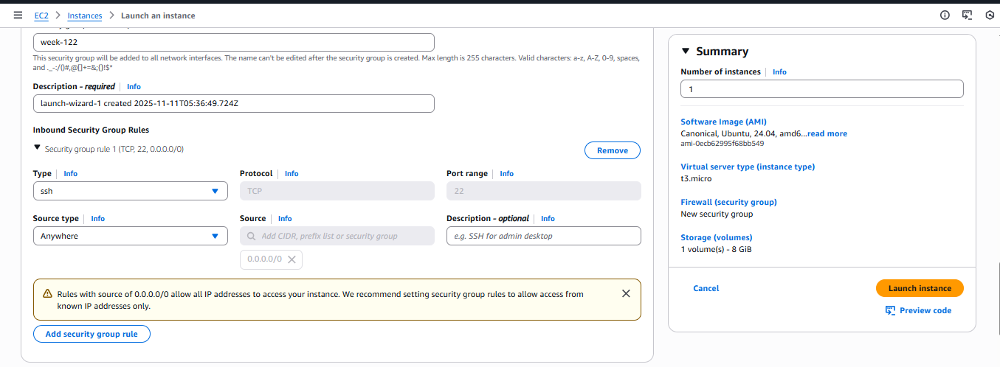 EC2 > Instances > Launch an instance
week-122
This security group will be added to all network interfaces. The name can't be edited after the security group is created. Max length is 255 characters. Valid characters: a-z, A-Z, 0-9, spaces,
and ._-:/()#,@[]+=&;{}!$*
Description - required Info
launch-wizard-1 created 2025-11-11T05:36:49.724Z
Inbound Security Group Rules
Security group rule 1 (TCP, 22, 0.0.0.0/0)
Remove
Type Info
Protocol Info
Port range Info
ssh
TCP
22
Source type Info
Source Info
Description - optional Info
Anywhere
Add CIDR, prefix list or security group
e.g. SSH for admin desktop
0.0.0.0/0
Rules with source of 0.0.0.0/0 allow all IP addresses to access your instance. We recommend setting security group rules to allow access from
known IP addresses only.
Add security group rule
Summary
Number of instances Info
1
Software Image (AMI)
Canonical, Ubuntu, 24.04, amd6...read more
ami-0ecb62995f68bb549
Virtual server type (instance type)
t3.micro
Firewall (security group)
New security group
Storage (volumes)
1 volume(s) - 8 GiB
Cancel
Launch instance
Preview code